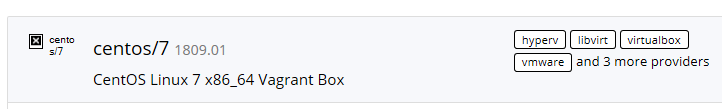 cento
s/7
centos/7 1809.01
CentOS Linux 7 x86_64 Vagrant Box
hyperv libvirt virtualbox
vmware and 3 more providers